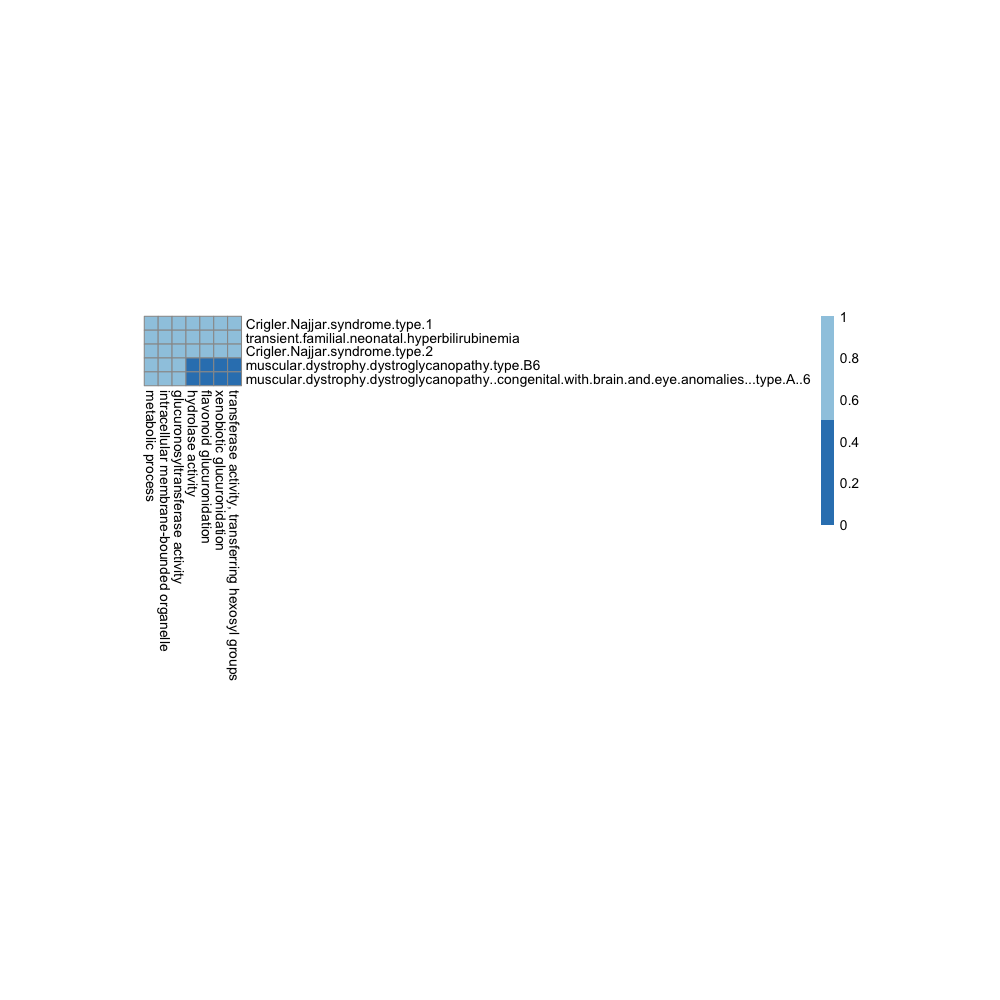 Crigler.Najjar.syndrome.type.1
transient.familial.neonatal.hyperbilirubinemia
Crigler.Najjar.syndrome.type.2
muscular.dystrophy.dystroglycanopathy.type.B6
muscular.dystrophy.dystroglycanopathy..congenital.with.brain.and.eye.anomalies...type.A..6
metabolic process
intracellular membrane-bounded organelle
glucuronosyltransferase activity
hydrolase activity
flavonoid glucuronidation
xenobiotic glucuronidation
transferase activity, transferring hexosyl groups
1
0.8
0.6
0.4
0.2
0